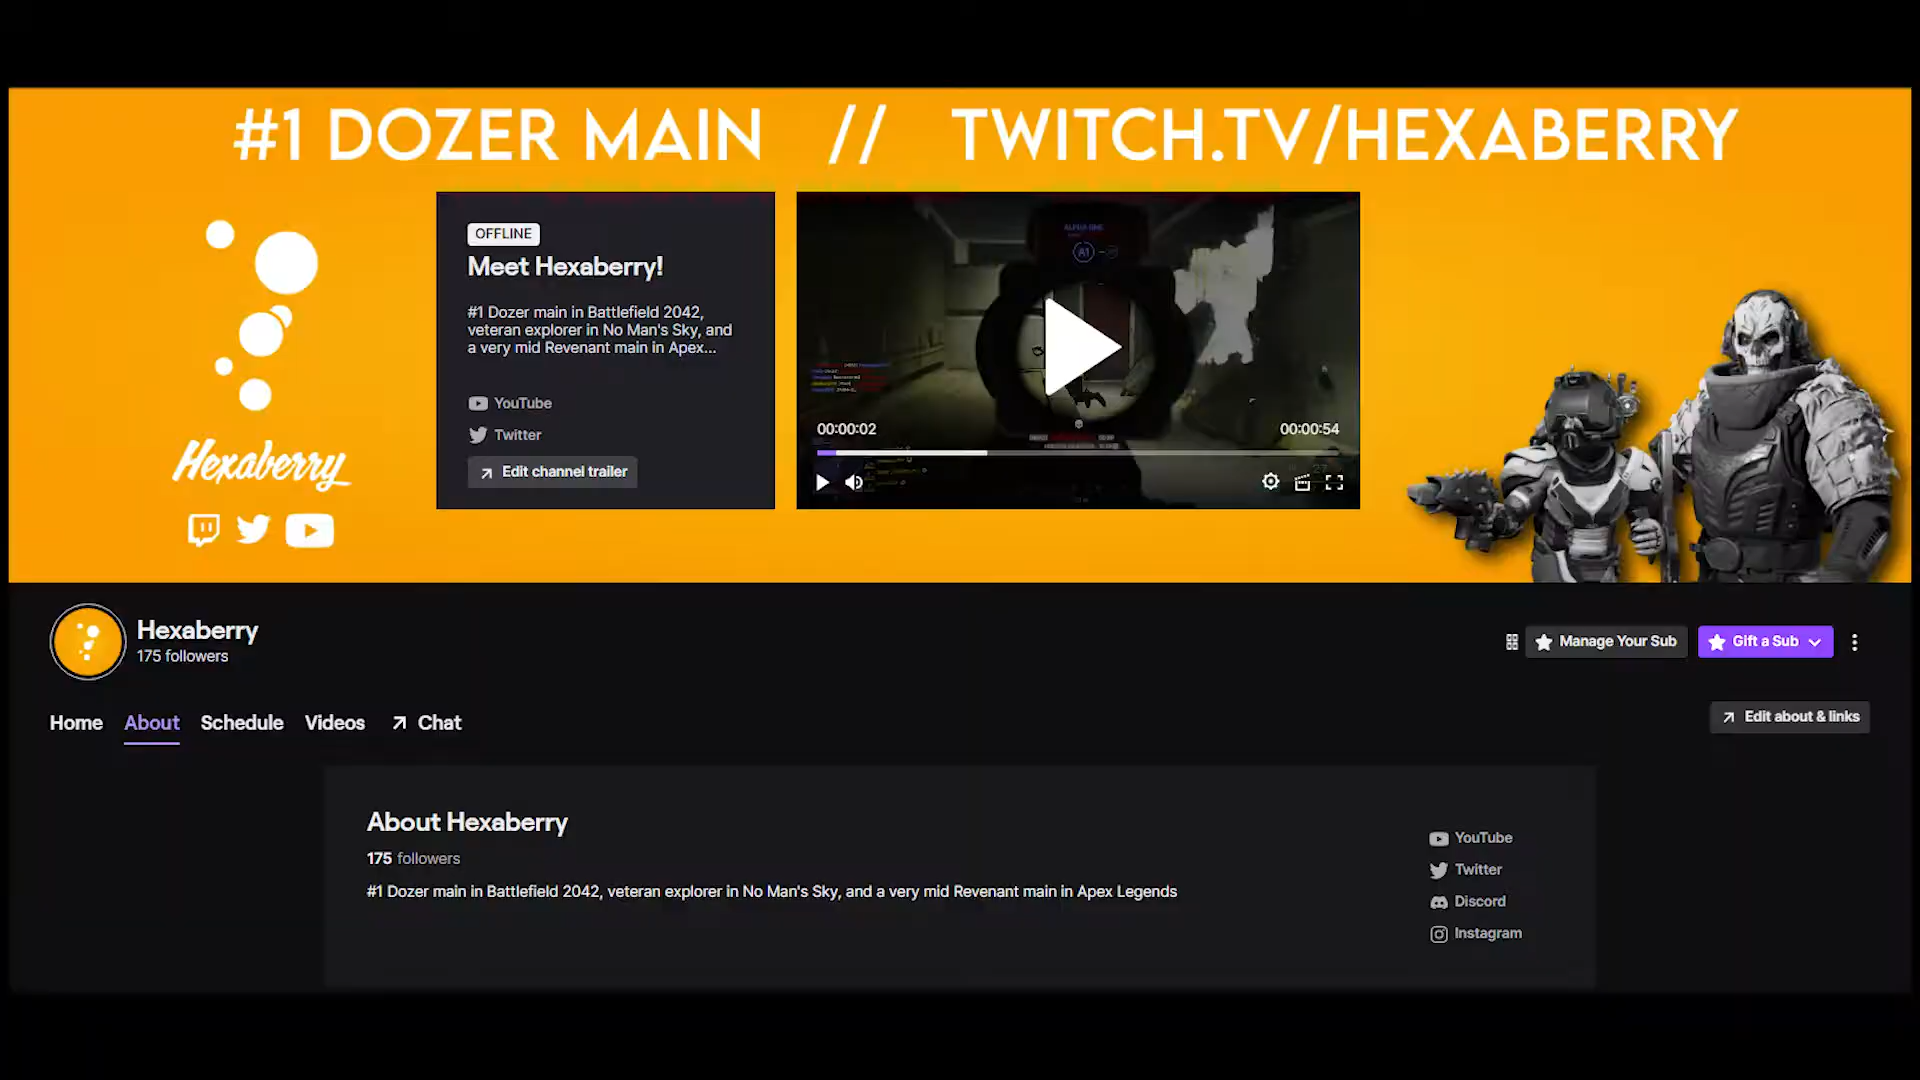 #1 DOZER MAIN // TWITCH.TV/HEXABERRY
Hexaberry
OFFLINE
Meet Hexaberry!
#1 Dozer main in Battlefield 2042,
veteran explorer in No Man's Sky, and
a very mid Revenant main in Apex...
YouTube
Twitter
Edit channel trailer
ALPHA ONE
A1
00:00:02
00:00:54
Hexaberry
175 followers
Manage Your Sub
Gift a Sub
Home
About
Schedule
Videos
Chat
Edit about & links
About Hexaberry
175 followers
#1 Dozer main in Battlefield 2042, veteran explorer in No Man's Sky, and a very mid Revenant main in Apex Legends
YouTube
Twitter
Discord
Instagram